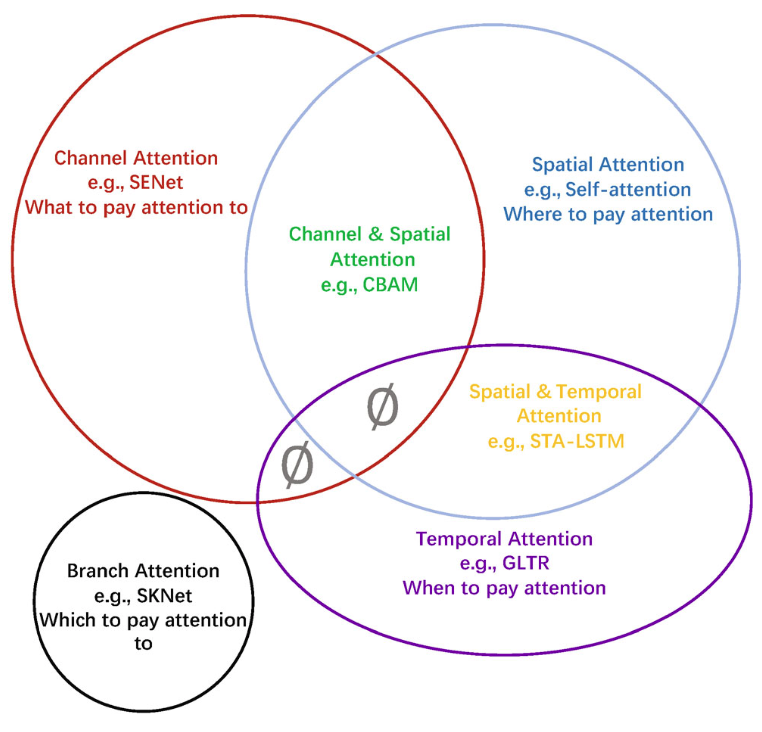 Channel Attention
e.g., SENet
What to pay attention to
Spatial Attention
e.g., Self-attention
Where to pay attention
Channel & Spatial
Attention
e.g., CBAM
Ø
Ø
Spatial & Temporal
Attention
e.g., STA-LSTM
Temporal Attention
e.g., GLTR
When to pay attention
Branch Attention
e.g., SKNet
Which to pay attention
to